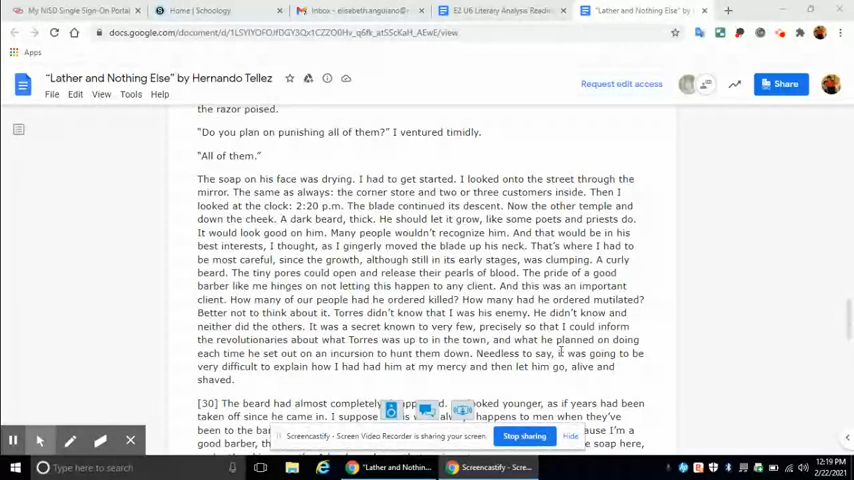 My NISD Single Sign-On Portal
Home | Schoology
Inbox - elisabeth.anguiano@
E2 U6 Literary Analysis Readin
"Lather and Nothing Else" by
docs.google.com/document/d/
/view
Apps
"Lather and Nothing Else" by Hernando Tellez
File Edit View Tools Help
Request edit access
Share
the razor poised.
"Do you plan on punishing all of them?" I ventured timidly.
"All of them."
The soap on his face was drying. I had to get started. I looked onto the street through the
mirror. The same as always: the corner store and two or three customers inside. Then I
looked at the clock: 2:20 p.m. The blade continued its descent. Now the other temple and
down the cheek. A dark beard, thick. He should let it grow, like some poets and priests do.
It would look good on him. Many people wouldn't recognize him. And that would be in his
best interests, I thought, as I gingerly moved the blade up his neck. That's where I had to
be most careful, since the growth, although still in its early stages, was clumping. A curly
beard. The tiny pores could open and release their pearls of blood. The pride of a good
barber like me hinges on not letting this happen to any client. And this was an important
client. How many of our people had he ordered killed? How many had he ordered mutilated?
Better not to think about it. Torres didn't know that I was his enemy. He didn't know and
neither did the others. It was a secret known to very few, precisely so that I could inform
the revolutionaries about what Torres was up to in the town, and what he planned on doing
each time he set out on an incursion to hunt them down. Needless to say, it was going to be
very difficult to explain how I had had him at my mercy and then let him go, alive and
shaved.
[30] The beard had almost completely looked younger, as if years had been
taken off since he came in. I suppose happens to men when they've
been to the
good barber, soap here,
Screencastify - Screen Video Recorder is sharing your screen.
Stop sharing
Hide
Type here to search
"Lather and Nothin...
Screencastify - Scre...
12:19 PM
2/22/2021